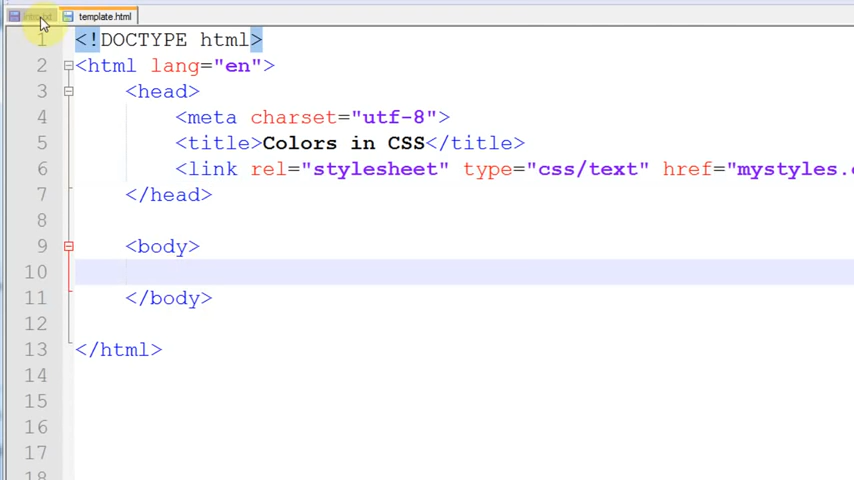 template.html
1 <!DOCTYPE html>
2 <html lang="en">
3 <head>
4 <meta charset="utf-8">
5 <title>Colors in CSS</title>
6 <link rel="stylesheet" type="css/text" href="mystyles.
7 </head>
8
9 <body>
10
11 </body>
12
13 </html>
14
15
16
17
18